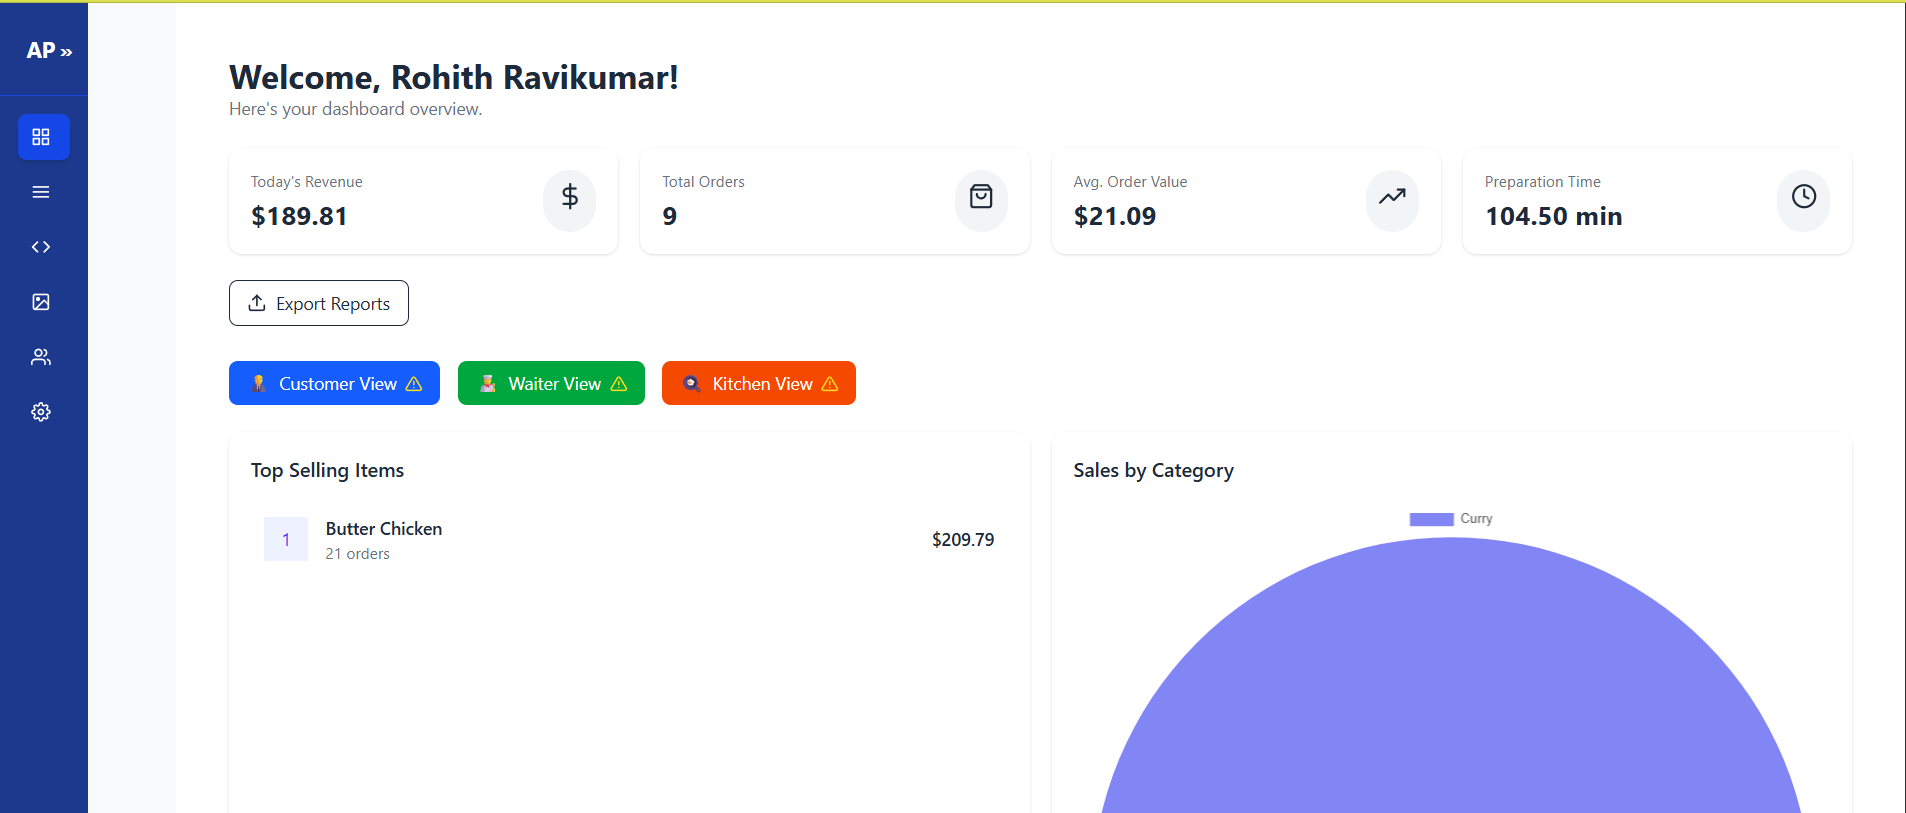 AP »
Welcome, Rohith Ravikumar!
Here's your dashboard overview.
Today's Revenue
$189.81
Total Orders
9
Avg. Order Value
$21.09
Preparation Time
104.50 min
Export Reports
Customer View
Waiter View
Kitchen View
Top Selling Items
1
Butter Chicken
21 orders
$209.79
Sales by Category
Curry